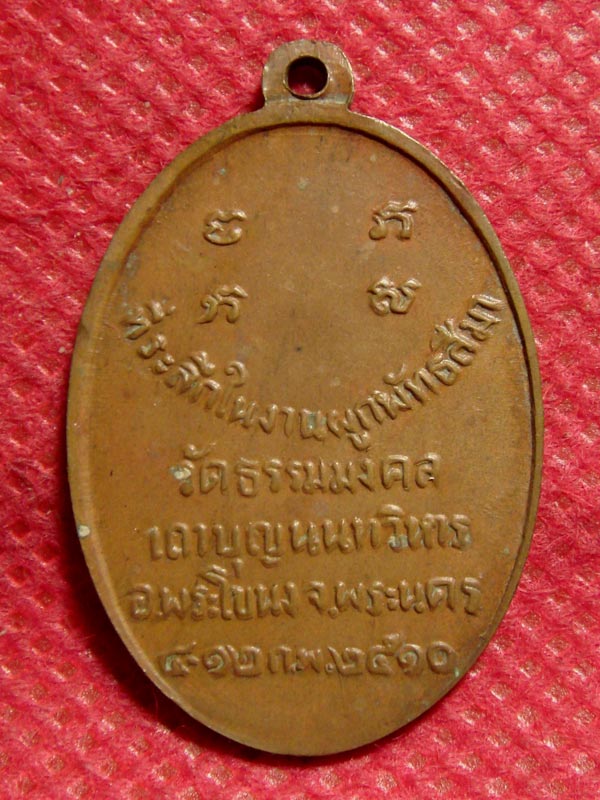 ที่ระลึกในงานผูกพัทธสีมา
วัดธรรมมงคล
เถาบุญนนทวิหาร
อ.พระโขนง จ.พระนคร
๔-๑๒ ก.พ.๒๕๑๐